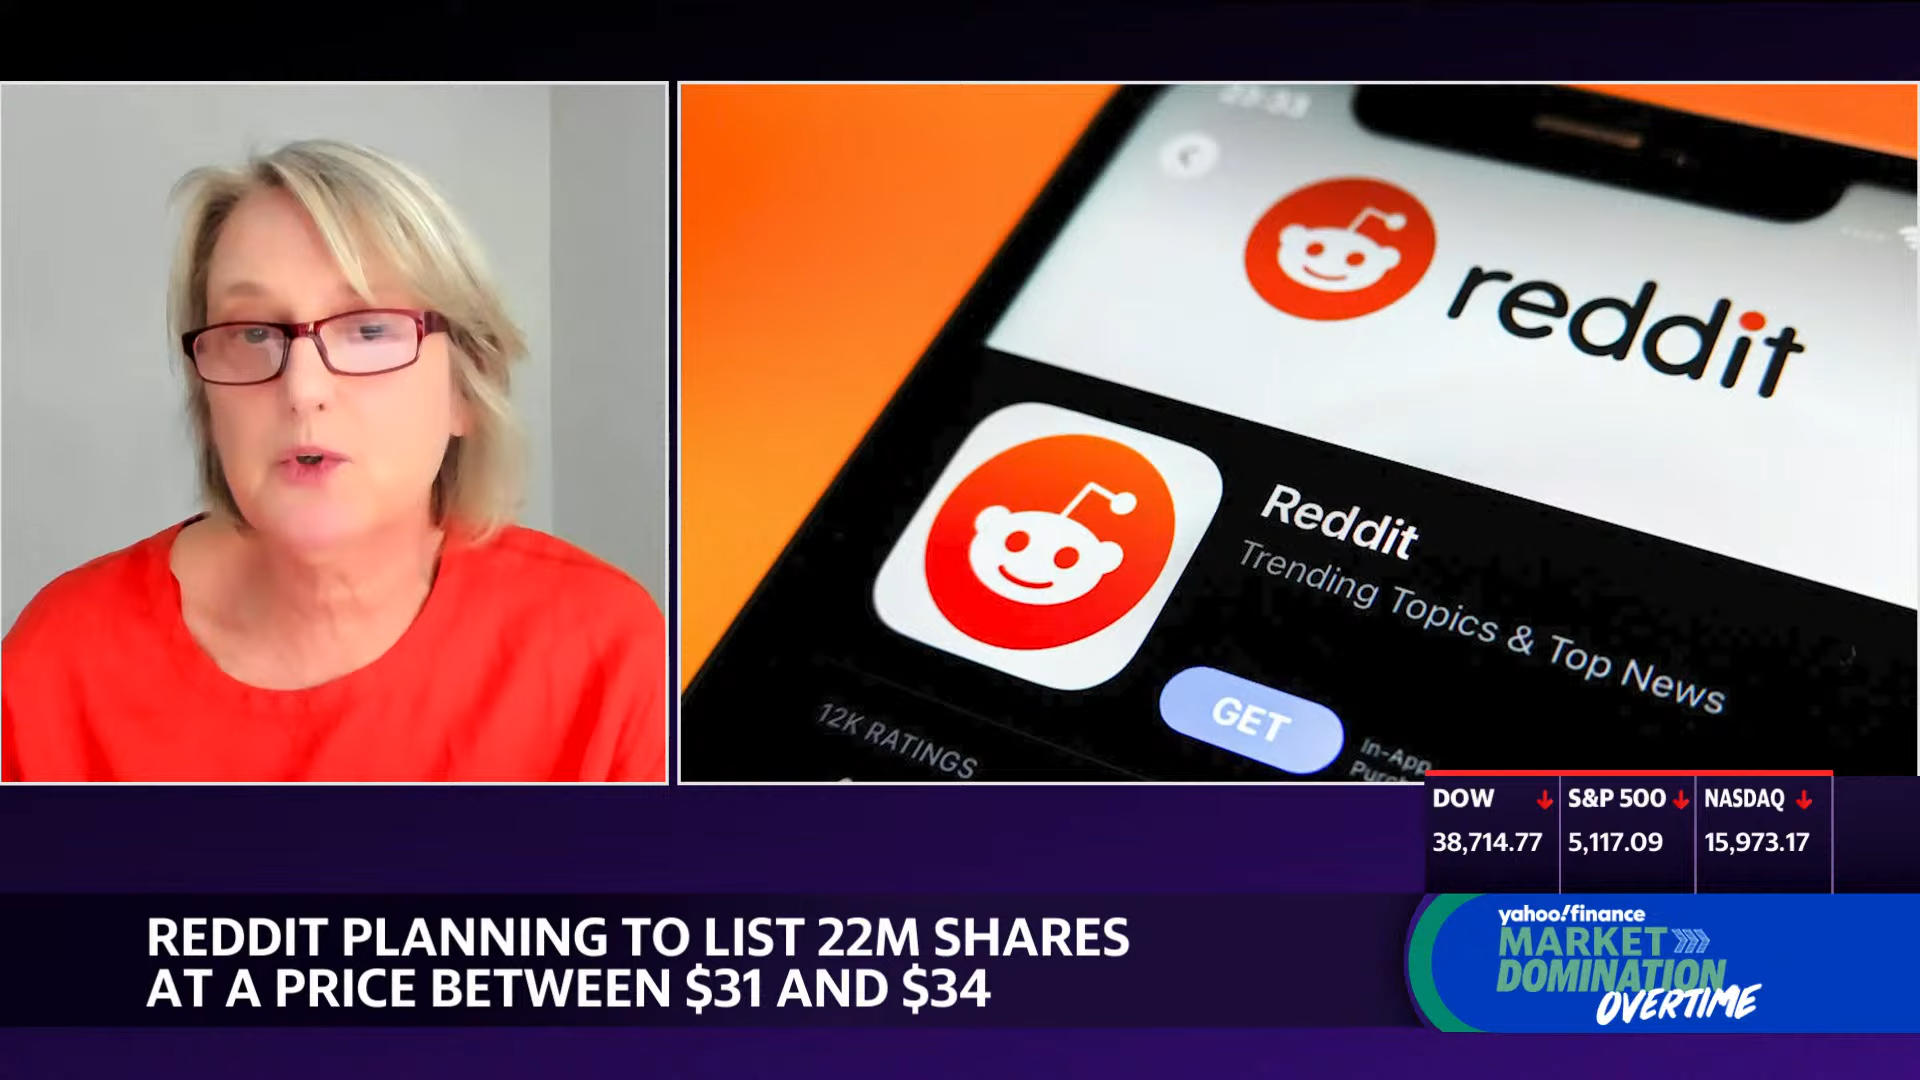 reddit
Reddit
Trending Topics & Top News
GET
12K RATINGS
In-App
DOW
38,714.77
S&P 500
5,117.09
NASDAQ
15,973.17
REDDIT PLANNING TO LIST 22M SHARES
AT A PRICE BETWEEN $31 AND $34
yahoo!finance
MARKET
DOMINATION
OVERTIME